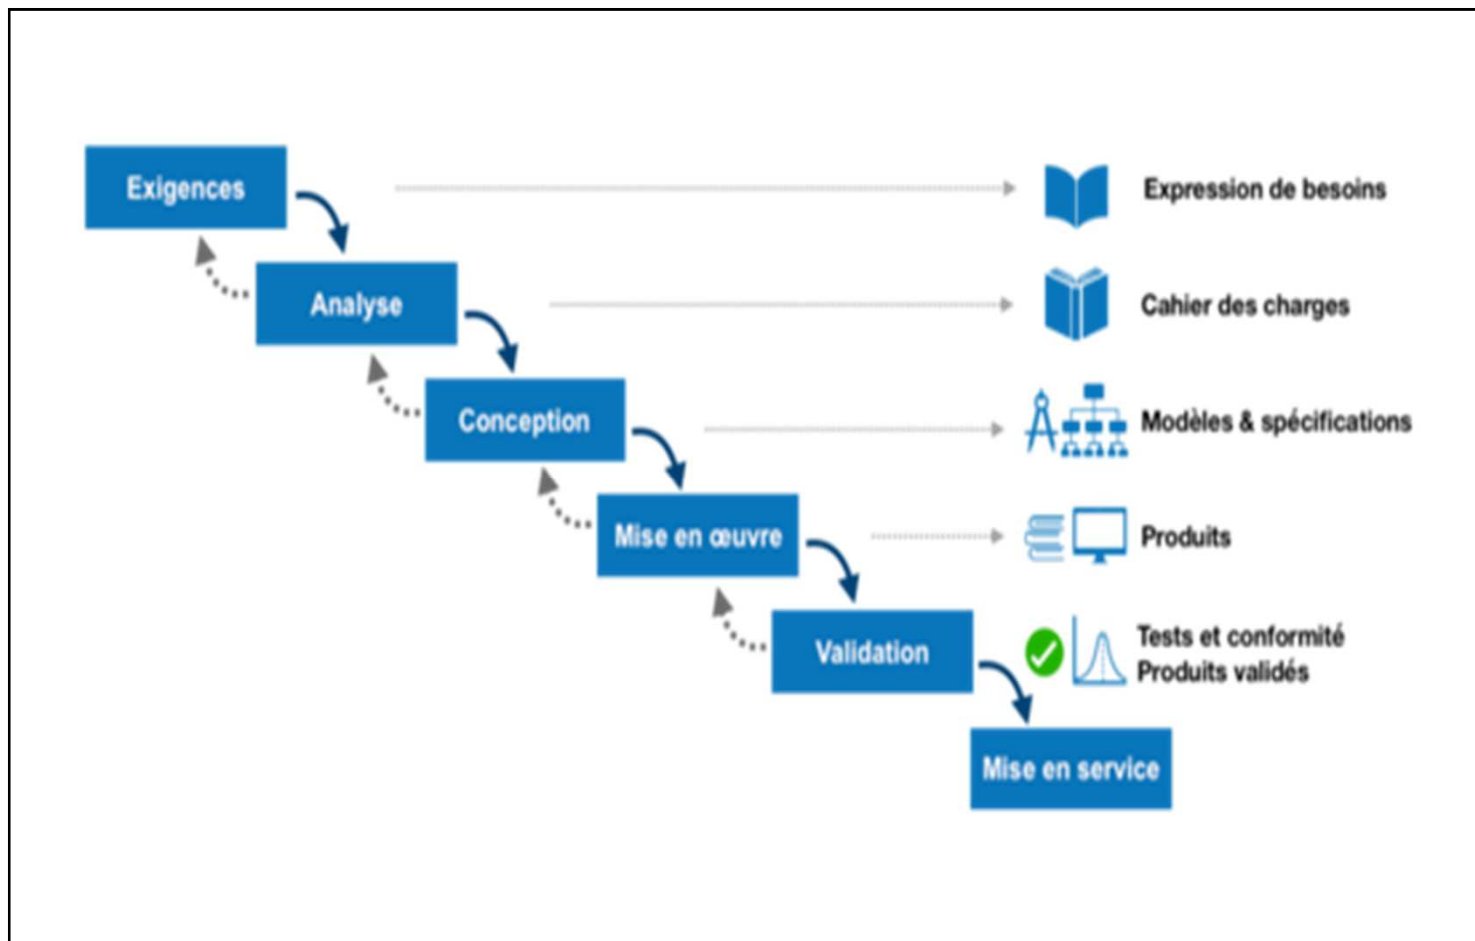 Exigences
Expression de besoins
Analyse
Cahier des charges
Conception
Modèles & spécifications
Mise en œuvre
Produits
Validation
Tests et conformité
Produits validés
Mise en service